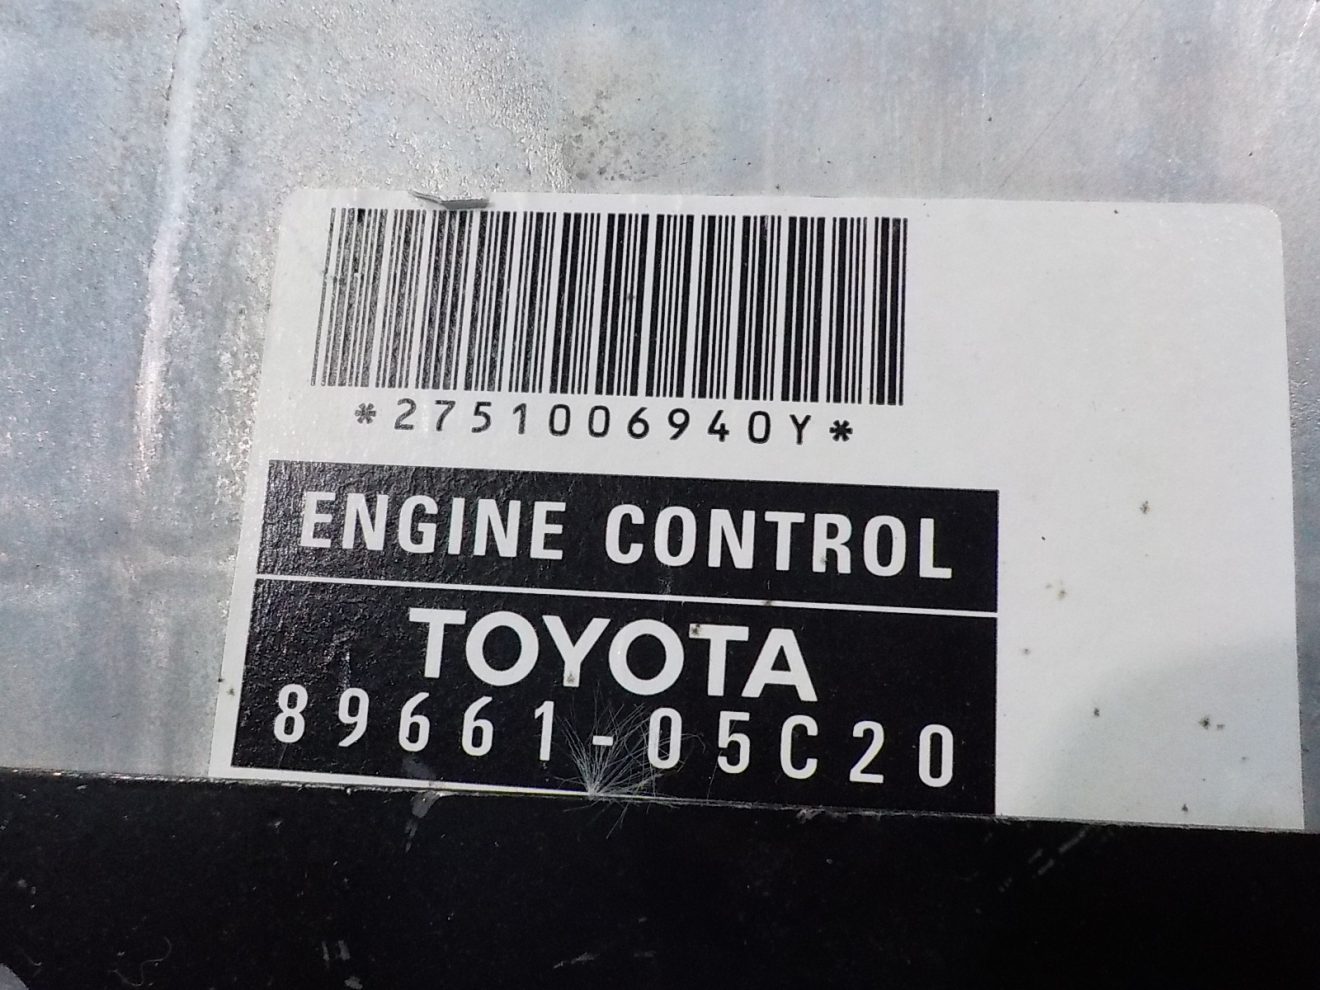 *2751006940Y*
ENGINE CONTROL
TOYOTA
89661-05C20